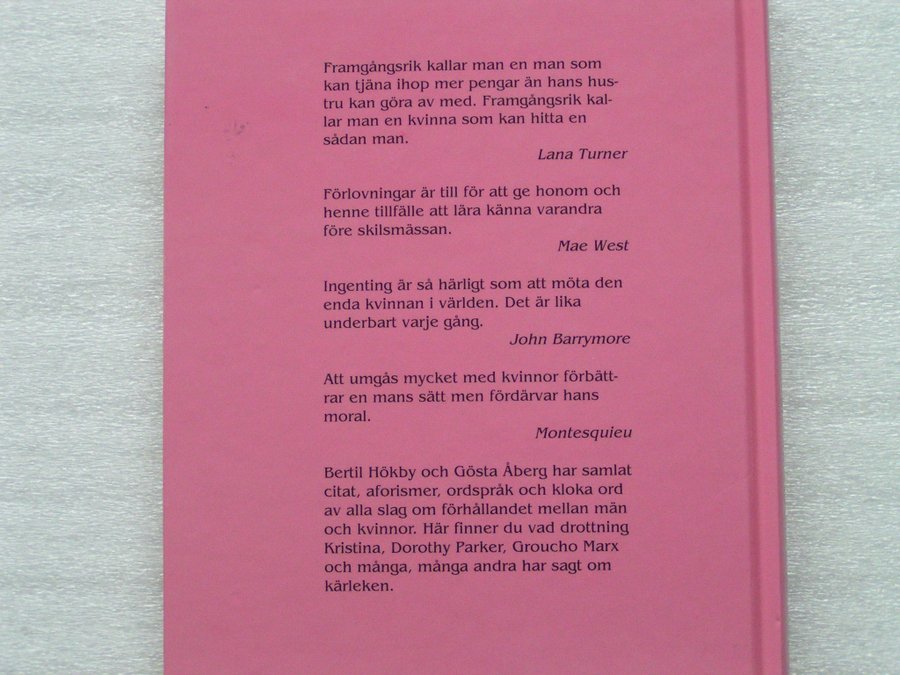 Framgångsrik kallar man en man som
kan tjäna ihop mer pengar än hans hus-
tru kan göra av med. Framgångsrik kal-
lar man en kvinna som kan hitta en
sådan man.
Lana Turner
Förlovningar är till för att ge honom och
henne tillfälle att lära känna varandra
före skilsmässan.
Mae West
Ingenting är så härligt som att möta den
enda kvinnan i världen. Det är lika
underbart varje gång.
John Barrymore
Att umgås mycket med kvinnor förbätt-
rar en mans sätt men fördärvar hans
moral.
Montesquieu
Bertil Hökby och Gösta Åberg har samlat
citat, aforismer, ordspråk och kloka ord
av alla slag om förhållandet mellan män
och kvinnor. Här finner du vad drottning
Kristina, Dorothy Parker, Groucho Marx
och många, många andra har sagt om
kärleken.